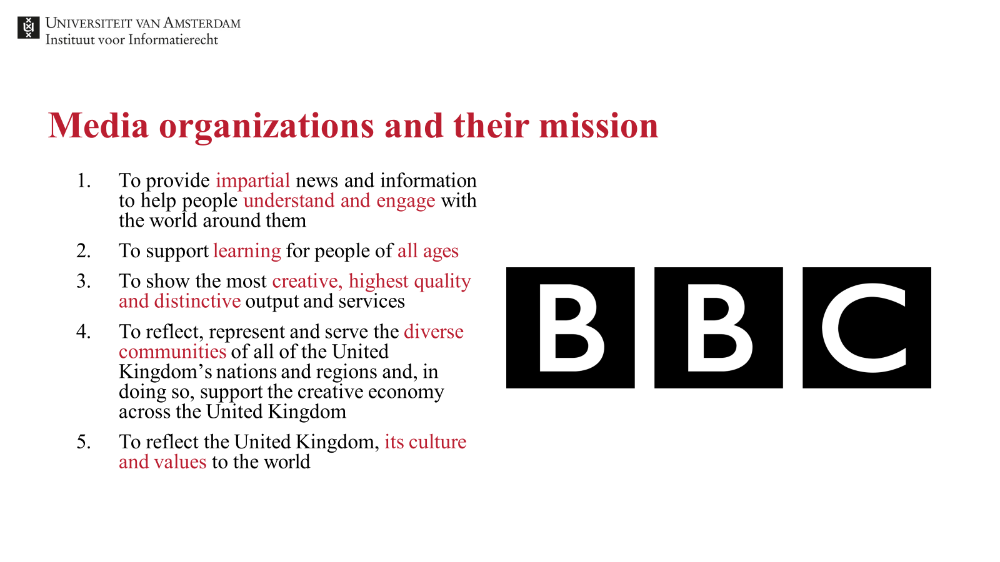 UNIVERSITEIT VAN AMSTERDAM
Instituut voor Informatierecht
Media organizations and their mission
1. To provide impartial news and information
to help people understand and engage with
the world around them
2. To support learning for people of all ages
3. To show the most creative, highest quality
and distinctive output and services
4. To reflect, represent and serve the diverse
communities of all of the United
Kingdom’s nations and regions and, in
doing so, support the creative economy
across the United Kingdom
5. To reflect the United Kingdom, its culture
and values to the world
BBC